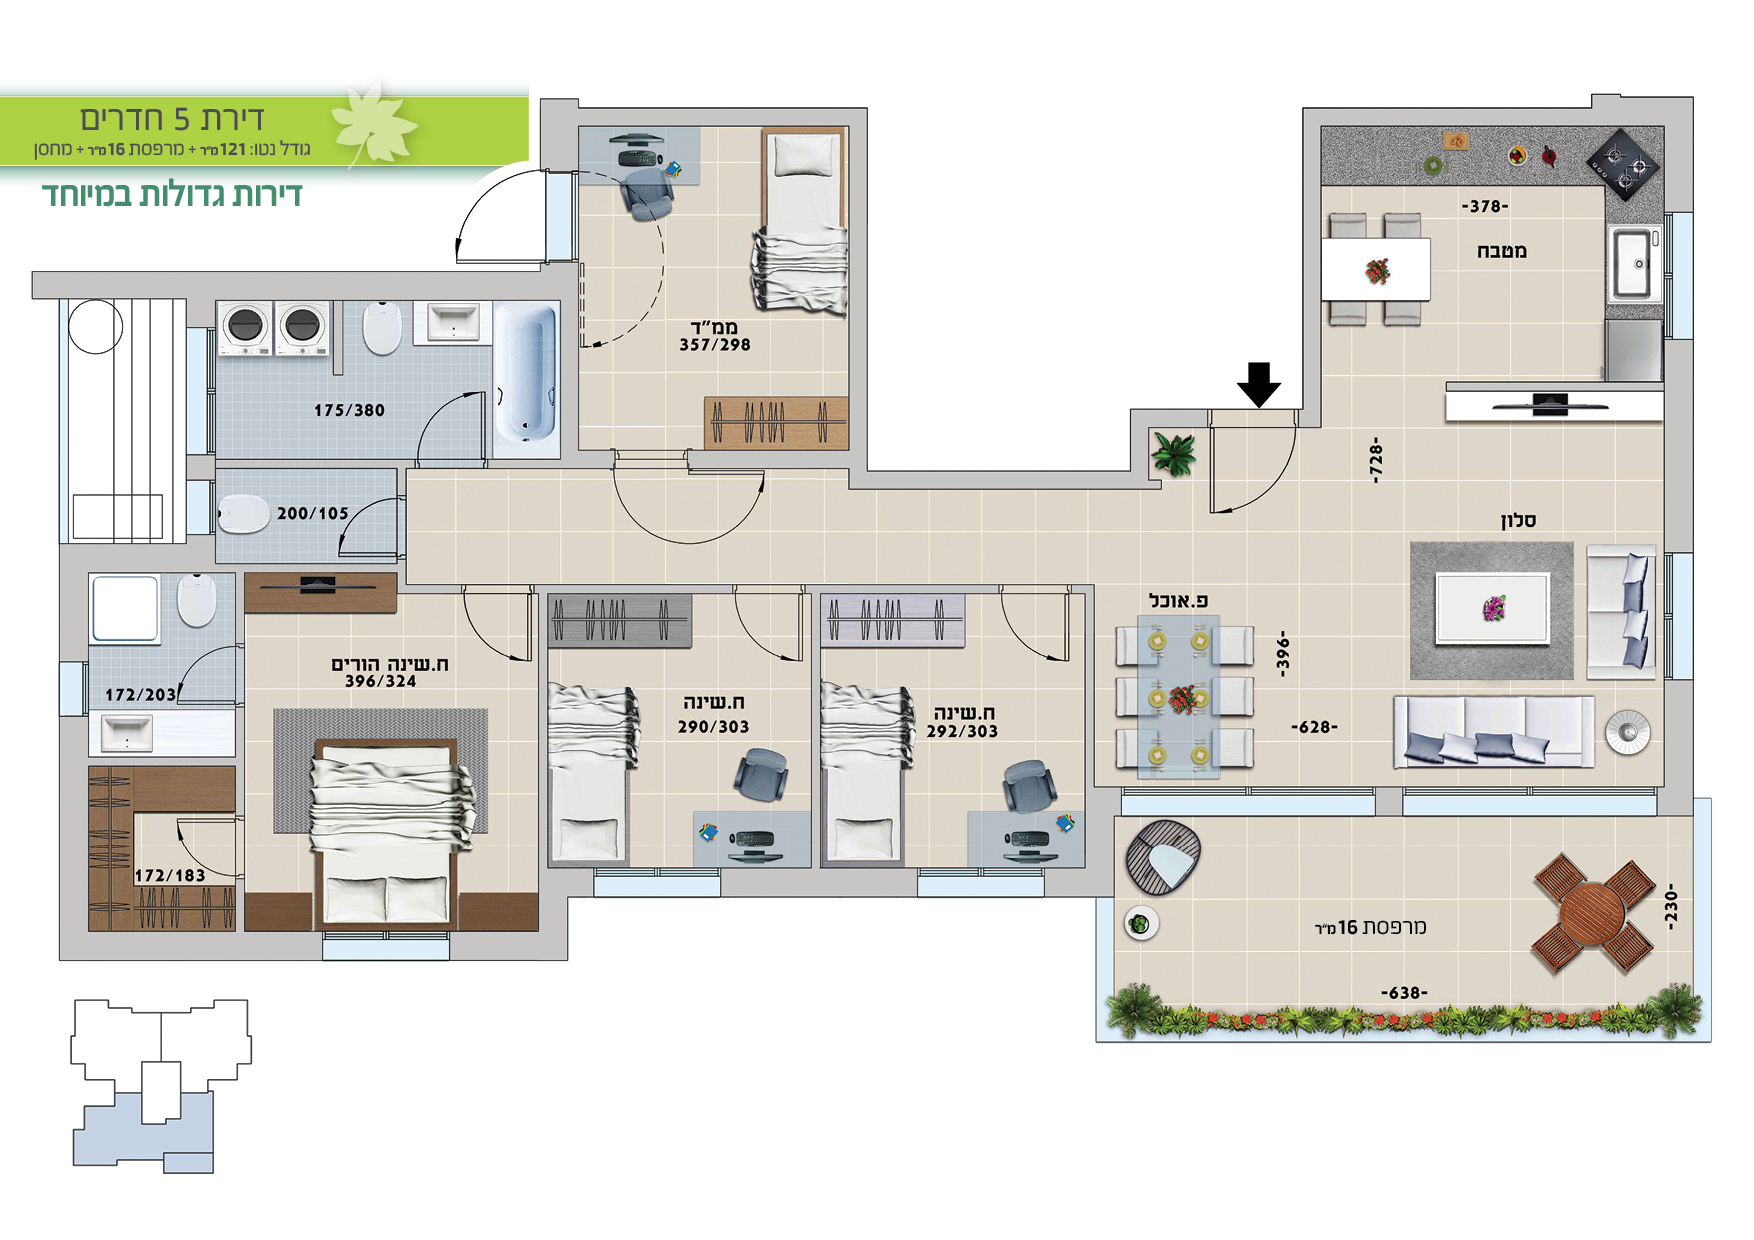 דירת 5 חדרים
גודל נטו: 121 מ"ר + מרפסת 16 מ"ר + מחסן
דירות גדולות במיוחד
-378-
מטבח
ממ"ד
357/298
175/380
-728-
200/105
סלון
פ.אוכל
-396-
ח.שינה הורים
396/324
172/203
ח.שינה
290/303
ח.שינה
292/303
-628-
172/183
-230-
מרפסת 16 מ"ר
-638-